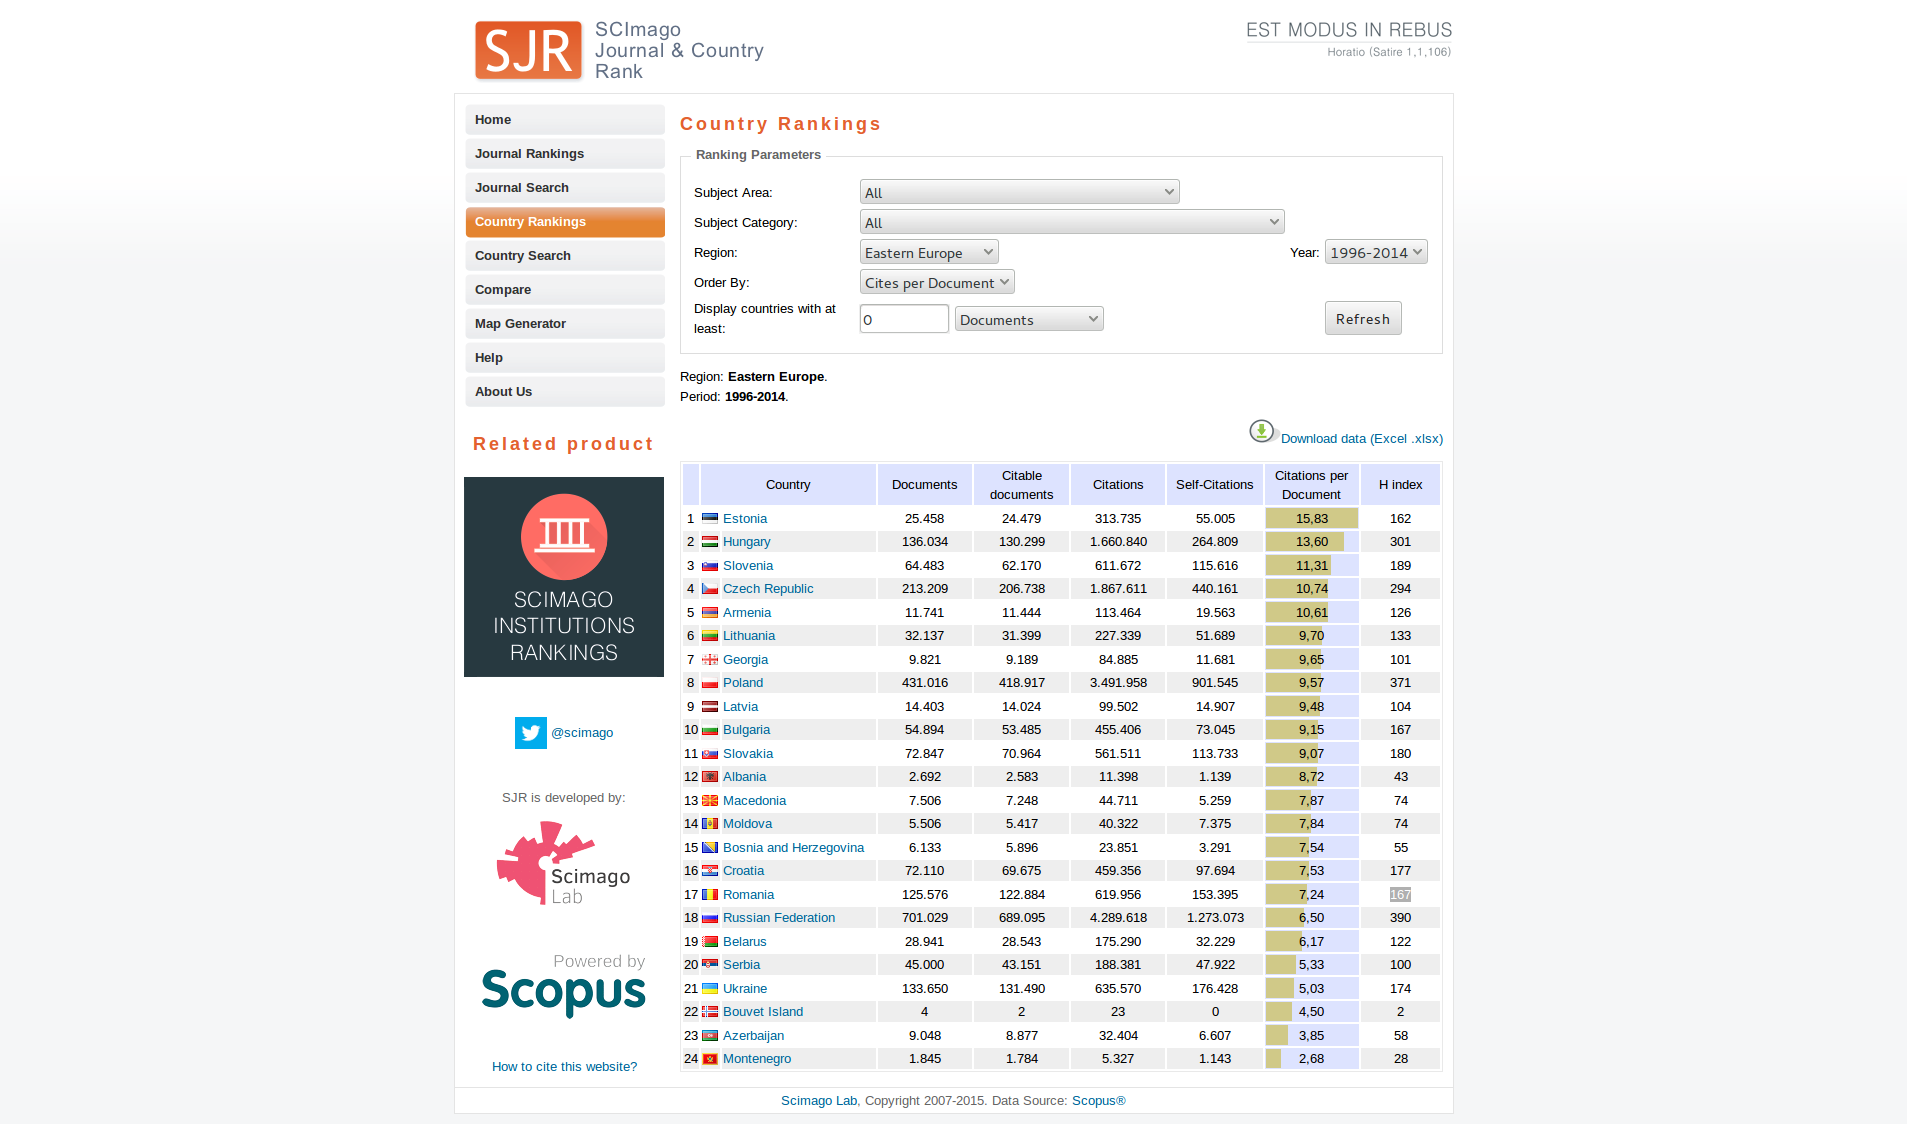 SJR
SCImago
Journal & Country
Rank
EST MODUS IN REBUS
Horatio (Satire 1,1,106)
Home
Journal Rankings
Journal Search
Country Rankings
Country Search
Compare
Map Generator
Help
About Us
Related product
SCIMAGO
INSTITUTIONS
RANKINGS
@scimago
SJR is developed by:
Scimago
Lab
Powered by
Scopus
How to cite this website?
Country Rankings
Ranking Parameters
Subject Area: All
Subject Category: All
Region: Eastern Europe Year: 1996-2014
Order By: Cites per Document
Display countries with at
least: 0 Documents Refresh
Region: Eastern Europe.
Period: 1996-2014.
Download data (Excel .xlsx)
Country Documents Citable documents Citations Self-Citations Citations per Document H index
1 Estonia 25.458 24.479 313.735 55.005 15,83 162
2 Hungary 136.034 130.299 1.660.840 264.809 13,60 301
3 Slovenia 64.483 62.170 611.672 115.616 11,31 189
4 Czech Republic 213.209 206.738 1.867.611 440.161 10,74 294
5 Armenia 11.741 11.444 113.464 19.563 10,61 126
6 Lithuania 32.137 31.399 227.339 51.689 9,70 133
7 Georgia 9.821 9.189 84.885 11.681 9,65 101
8 Poland 431.016 418.917 3.491.958 901.545 9,57 371
9 Latvia 14.403 14.024 99.502 14.907 9,48 104
10 Bulgaria 54.894 53.485 455.406 73.045 9,15 167
11 Slovakia 72.847 70.964 561.511 113.733 9,07 180
12 Albania 2.692 2.583 11.398 1.139 8,72 43
13 Macedonia 7.506 7.248 44.711 5.259 7,87 74
14 Moldova 5.506 5.417 40.322 7.375 7,84 74
15 Bosnia and Herzegovina 6.133 5.896 23.851 3.291 7,54 55
16 Croatia 72.110 69.675 459.356 97.694 7,53 177
17 Romania 125.576 122.884 619.956 153.395 7,24 167
18 Russian Federation 701.029 689.095 4.289.618 1.273.073 6,50 390
19 Belarus 28.941 28.543 175.290 32.229 6,17 122
20 Serbia 45.000 43.151 188.381 47.922 5,33 100
21 Ukraine 133.650 131.490 635.570 176.428 5,03 174
22 Bouvet Island 4 2 23 0 4,50 2
23 Azerbaijan 9.048 8.877 32.404 6.607 3,85 58
24 Montenegro 1.845 1.784 5.327 1.143 2,68 28
Scimago Lab, Copyright 2007-2015. Data Source: Scopus®